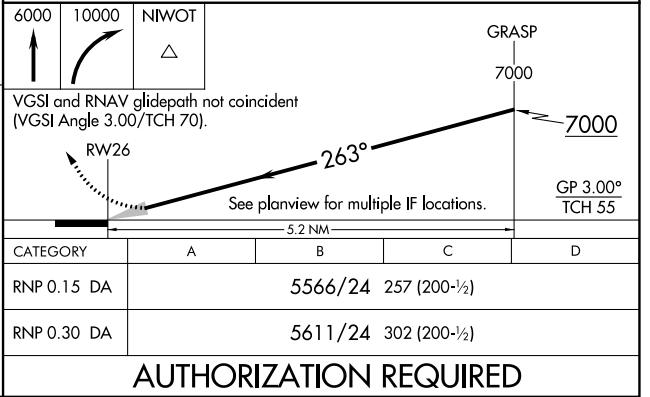 6000 10000 NIWOT
GRASP
7000
VGSI and RNAV glidepath not coincident
(VGSI Angle 3.00/TCH 70).
7000
RW26
263°
GP 3.00°
TCH 55
See planview for multiple IF locations.
5.2 NM
CATEGORY A B C D
RNP 0.15 DA 5566/24 257 (200-½)
RNP 0.30 DA 5611/24 302 (200-½)
AUTHORIZATION REQUIRED